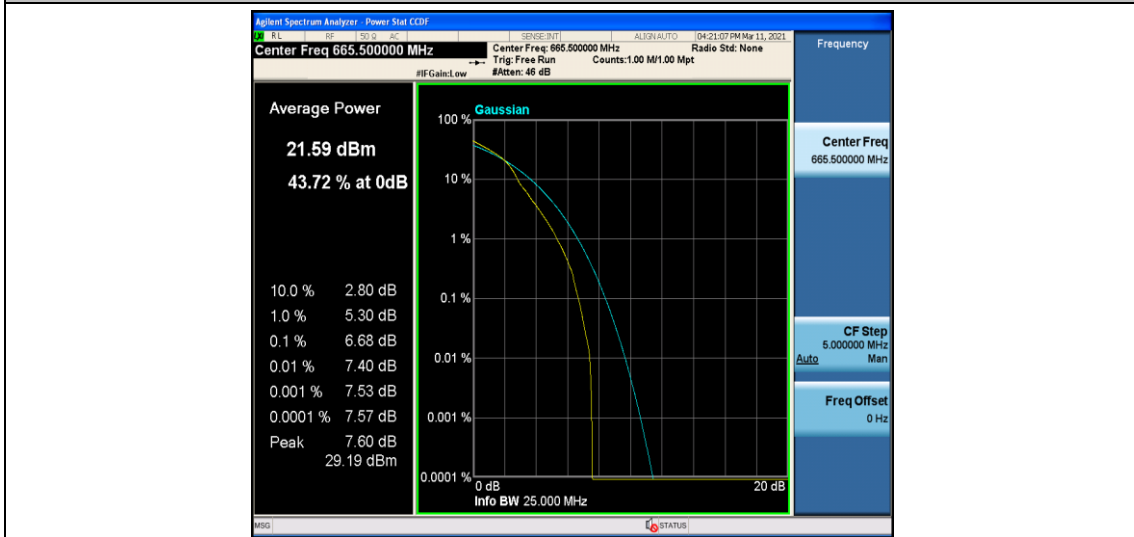 Agilent Spectrum Analyzer - Power Stat CCDF
RL RF 50 Ω AC SENSE:INT ALIGN AUTO 04:21:07 PM Mar 11, 2021
Center Freq 665.500000 MHz
Center Freq: 665.500000 MHz Radio Std: None
Trig: Free Run Counts:1.00 M/1.00 Mpt
#IFGain:Low #Atten: 46 dB
Frequency
Average Power
21.59 dBm
43.72 % at 0dB
10.0 % 2.80 dB
1.0 % 5.30 dB
0.1 % 6.68 dB
0.01 % 7.40 dB
0.001 % 7.53 dB
0.0001 % 7.57 dB
Peak 7.60 dB
29.19 dBm
Gaussian
100 %
10 %
1 %
0.1 %
0.01 %
0.001 %
0.0001 %
0 dB 20 dB
Info BW 25.000 MHz
Center Freq
665.500000 MHz
CF Step
5.000000 MHz
Auto Man
Freq Offset
0 Hz
MSG STATUS